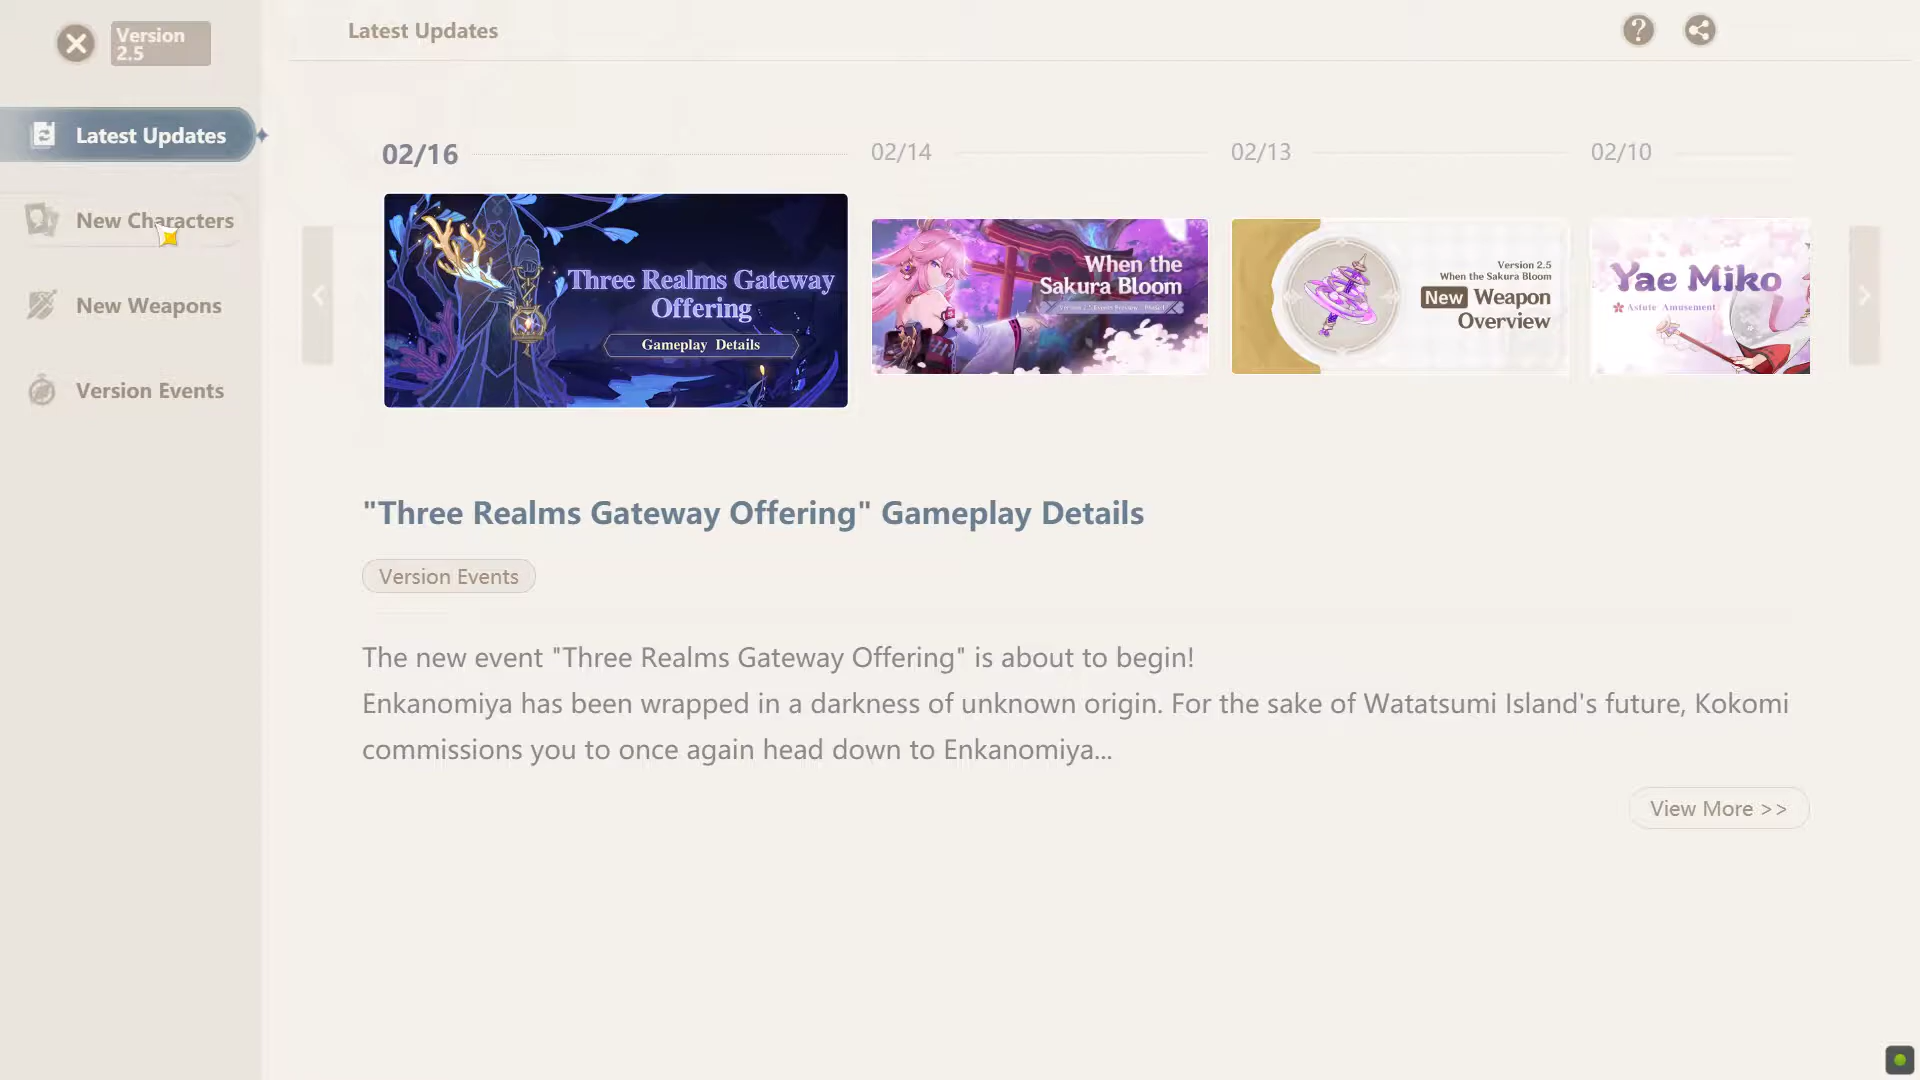 Version
2.5
Latest Updates
Latest Updates
New Characters
New Weapons
Version Events
02/16
02/14
02/13
02/10
Three Realms Gateway
Offering
Gameplay Details
When the
Sakura Bloom
Version 2.5
When the Sakura Bloom
New Weapon
Overview
Yae Miko
Astute Amusement
"Three Realms Gateway Offering" Gameplay Details
Version Events
The new event "Three Realms Gateway Offering" is about to begin!
Enkanomiya has been wrapped in a darkness of unknown origin. For the sake of Watatsumi Island's future, Kokomi
commissions you to once again head down to Enkanomiya...
View More >>